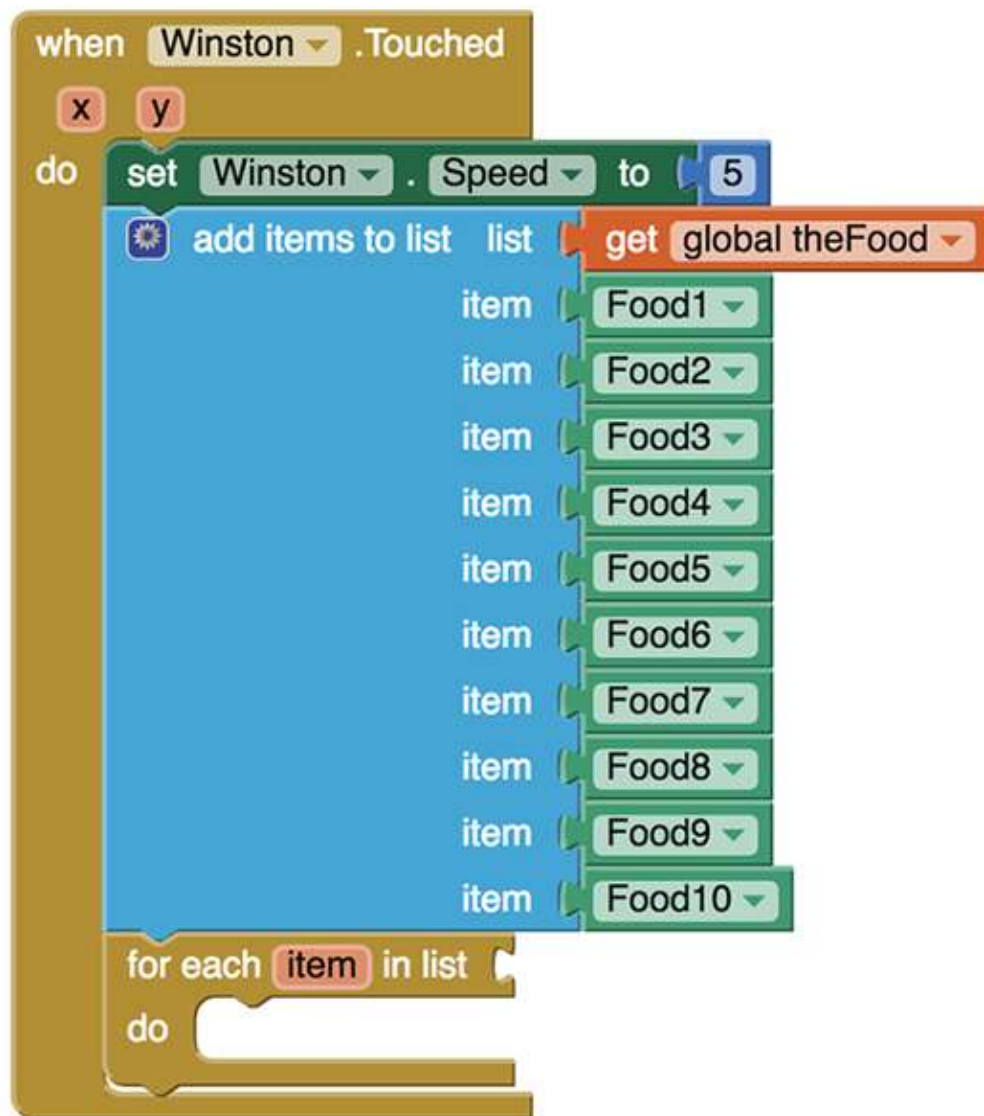 when Winston .Touched
x y
do set Winston . Speed to 5
add items to list list get global theFood
item Food1
item Food2
item Food3
item Food4
item Food5
item Food6
item Food7
item Food8
item Food9
item Food10
for each item in list
do